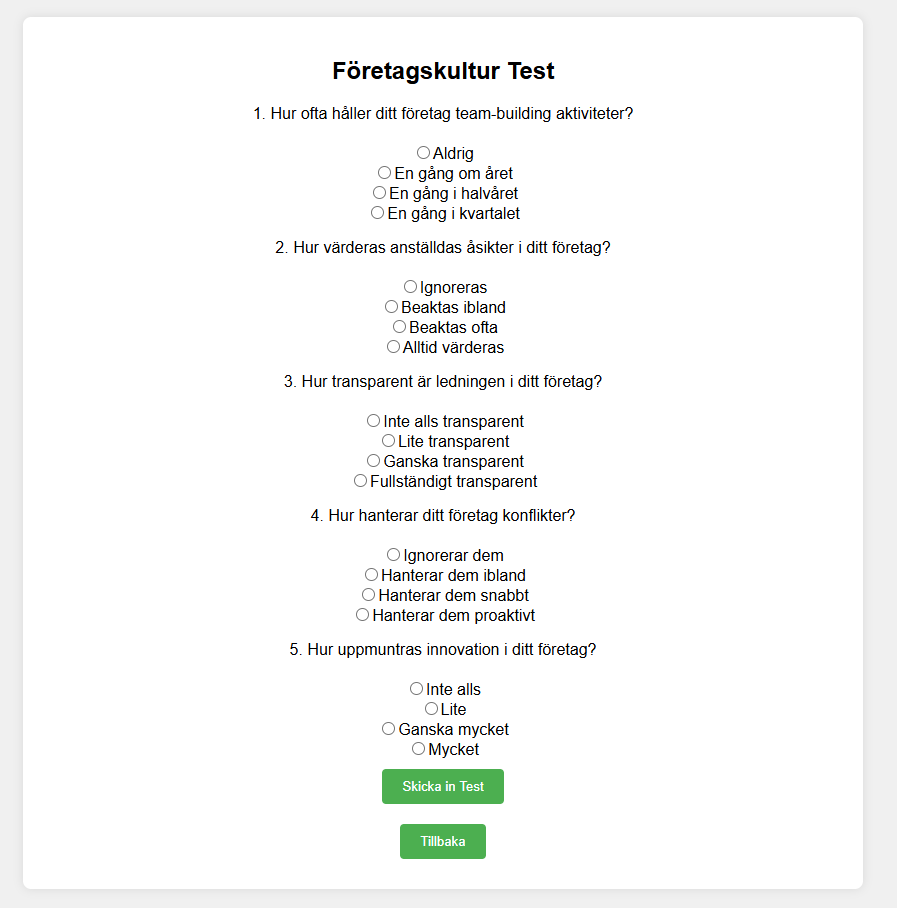 Företagskultur Test
1. Hur ofta håller ditt företag team-building aktiviteter?
Aldrig
En gång om året
En gång i halvåret
En gång i kvartalet
2. Hur värderas anställdas åsikter i ditt företag?
Ignoreras
Beaktas ibland
Beaktas ofta
Alltid värderas
3. Hur transparent är ledningen i ditt företag?
Inte alls transparent
Lite transparent
Ganska transparent
Fullständigt transparent
4. Hur hanterar ditt företag konflikter?
Ignorerar dem
Hanterar dem ibland
Hanterar dem snabbt
Hanterar dem proaktivt
5. Hur uppmuntras innovation i ditt företag?
Inte alls
Lite
Ganska mycket
Mycket
Skicka in Test
Tillbaka